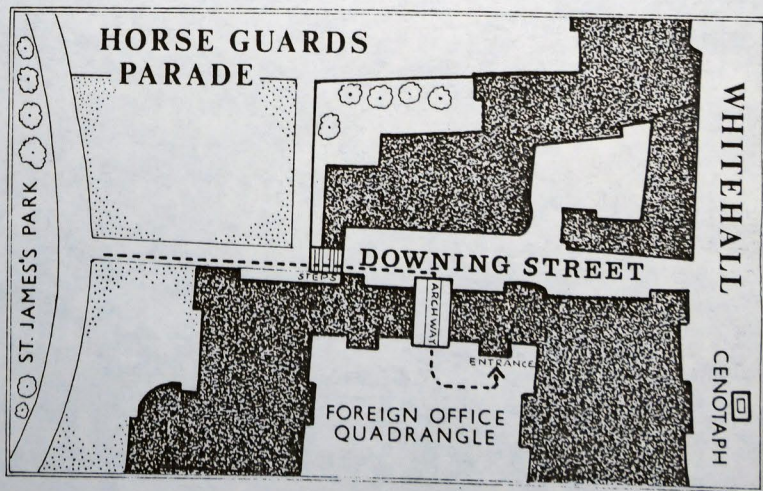 HORSE GUARDS
PARADE
ST. JAMES'S PARK
WHITEHALL
DOWNING STREET
STEPS
ARCHWAY
ENTRANCE
CENOTAPH
FOREIGN OFFICE
QUADRANGLE